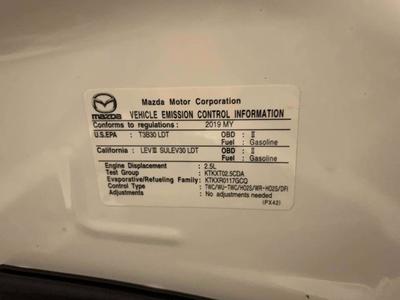 mazda
Mazda Motor Corporation
VEHICLE EMISSION CONTROL INFORMATION
Conforms to regulations: 2019 MY
U.S.EPA : T3B30 LDT OBD : II
Fuel : Gasoline
California : LEVⅢ SULEV30 LDT OBD : II
Fuel : Gasoline
Engine Displacement : 2.5L
Test Group : KTKXT02.5CDA
Evaporative/Refueling Family: KTKXR0117GCQ
Control Type : TWC/WU-TWC/HO2S/WR-HO2S/DFI
Adjustments : No adjustments needed
(PX42)